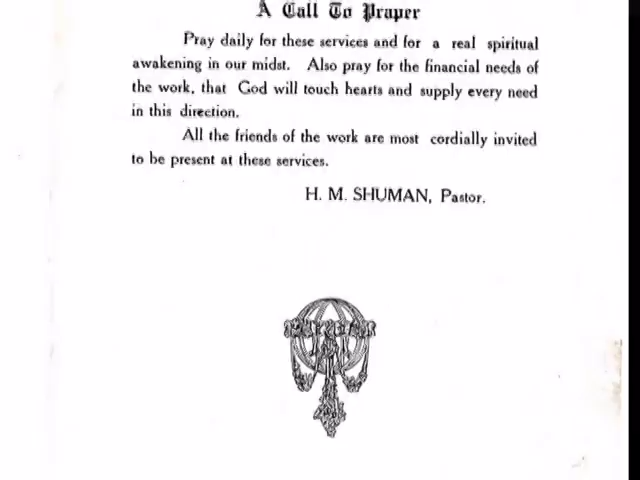 A Call To Prayer
Pray daily for these services and for a real spiritual
awakening in our midst. Also pray for the financial needs of
the work, that God will touch hearts and supply every need
in this direction.
All the friends of the work are most cordially invited
to be present at these services.
H. M. SHUMAN, Pastor.